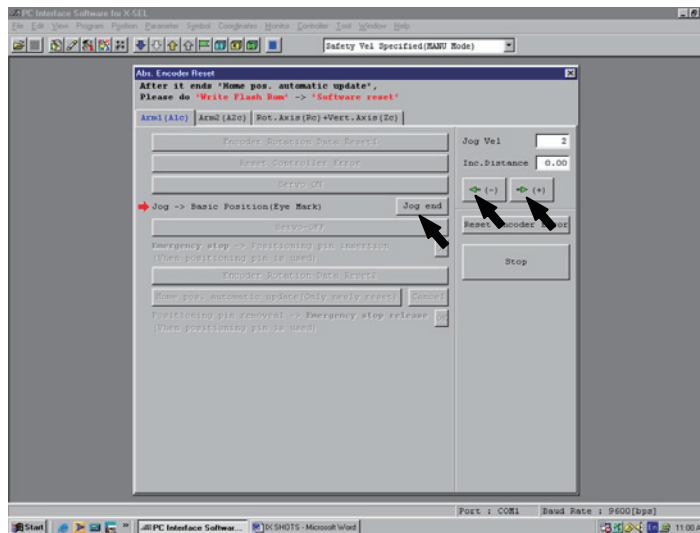 PC Interface Software for X-SEL
File Edit View Program Position Parameter Symbol Coordinates Monitor Controller Tool Window Help
Safety Vel Specified(MANU Mode)
Abs. Encoder Reset
After it ends "Home pos. automatic update",
Please do "Write Flash Rom" -> "Software reset"
Arm1(A1c) Arm2(A2c) Rot.Axis(Rc)+Vert.Axis(Zc)
Encoder Rotation Data Reset1
Reset Controller Error
Servo ON
Jog -> Basic Position(Eye Mark) Jog end
Servo-OFF
Emergency stop -> Positioning pin insertion
(When positioning pin is used)
Encoder Rotation Data Reset2
Home pos. automatic update(Only newly reset) Cancel
Positioning pin removal -> Emergency stop release
(When positioning pin is used)
Jog Vel 2
Inc.Distance 0.00
(-) (+)
Reset Encoder Error
Stop
Port : COM1 Baud Rate : 9600[bps]
Start PC Interface Softwar... IX SHOTS - Microsoft Word 11:00 A